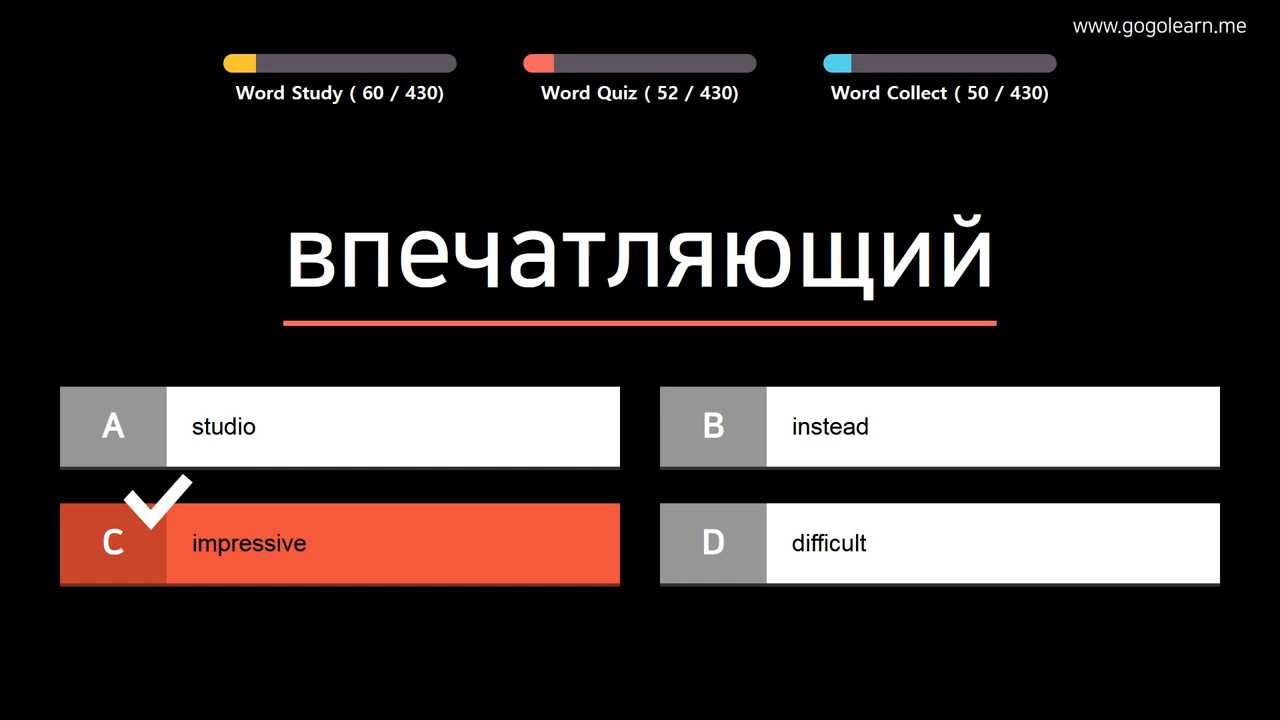 www.gogolearn.me
Word Study ( 60 / 430)
Word Quiz ( 52 / 430)
Word Collect ( 50 / 430)
впечатляющий
A studio
B instead
C impressive
D difficult